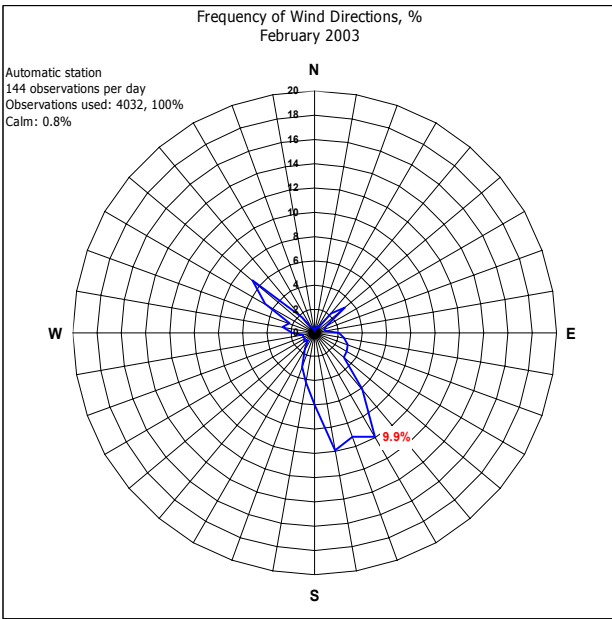 Frequency of Wind Directions, %
February 2003
Automatic station
144 observations per day
Observations used: 4032, 100%
Calm: 0.8%
N
20
18
16
14
12
10
8
6
4
2
0
W
E
9.9%
S